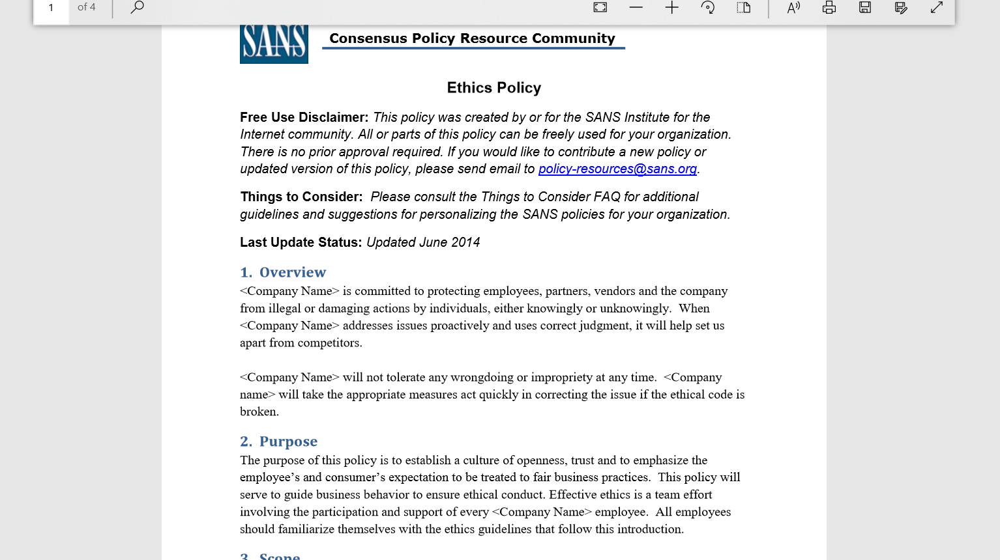 1 of 4
SANS
Consensus Policy Resource Community
Ethics Policy
Free Use Disclaimer: This policy was created by or for the SANS Institute for the
Internet community. All or parts of this policy can be freely used for your organization.
There is no prior approval required. If you would like to contribute a new policy or
updated version of this policy, please send email to policy-resources@sans.org.
Things to Consider:  Please consult the Things to Consider FAQ for additional
guidelines and suggestions for personalizing the SANS policies for your organization.
Last Update Status: Updated June 2014
1. Overview
<Company Name> is committed to protecting employees, partners, vendors and the company
from illegal or damaging actions by individuals, either knowingly or unknowingly.  When
<Company Name> addresses issues proactively and uses correct judgment, it will help set us
apart from competitors.
<Company Name> will not tolerate any wrongdoing or impropriety at any time.  <Company
name> will take the appropriate measures act quickly in correcting the issue if the ethical code is
broken.
2. Purpose
The purpose of this policy is to establish a culture of openness, trust and to emphasize the
employee’s and consumer’s expectation to be treated to fair business practices.  This policy will
serve to guide business behavior to ensure ethical conduct. Effective ethics is a team effort
involving the participation and support of every <Company Name> employee.  All employees
should familiarize themselves with the ethics guidelines that follow this introduction.
3. Scope